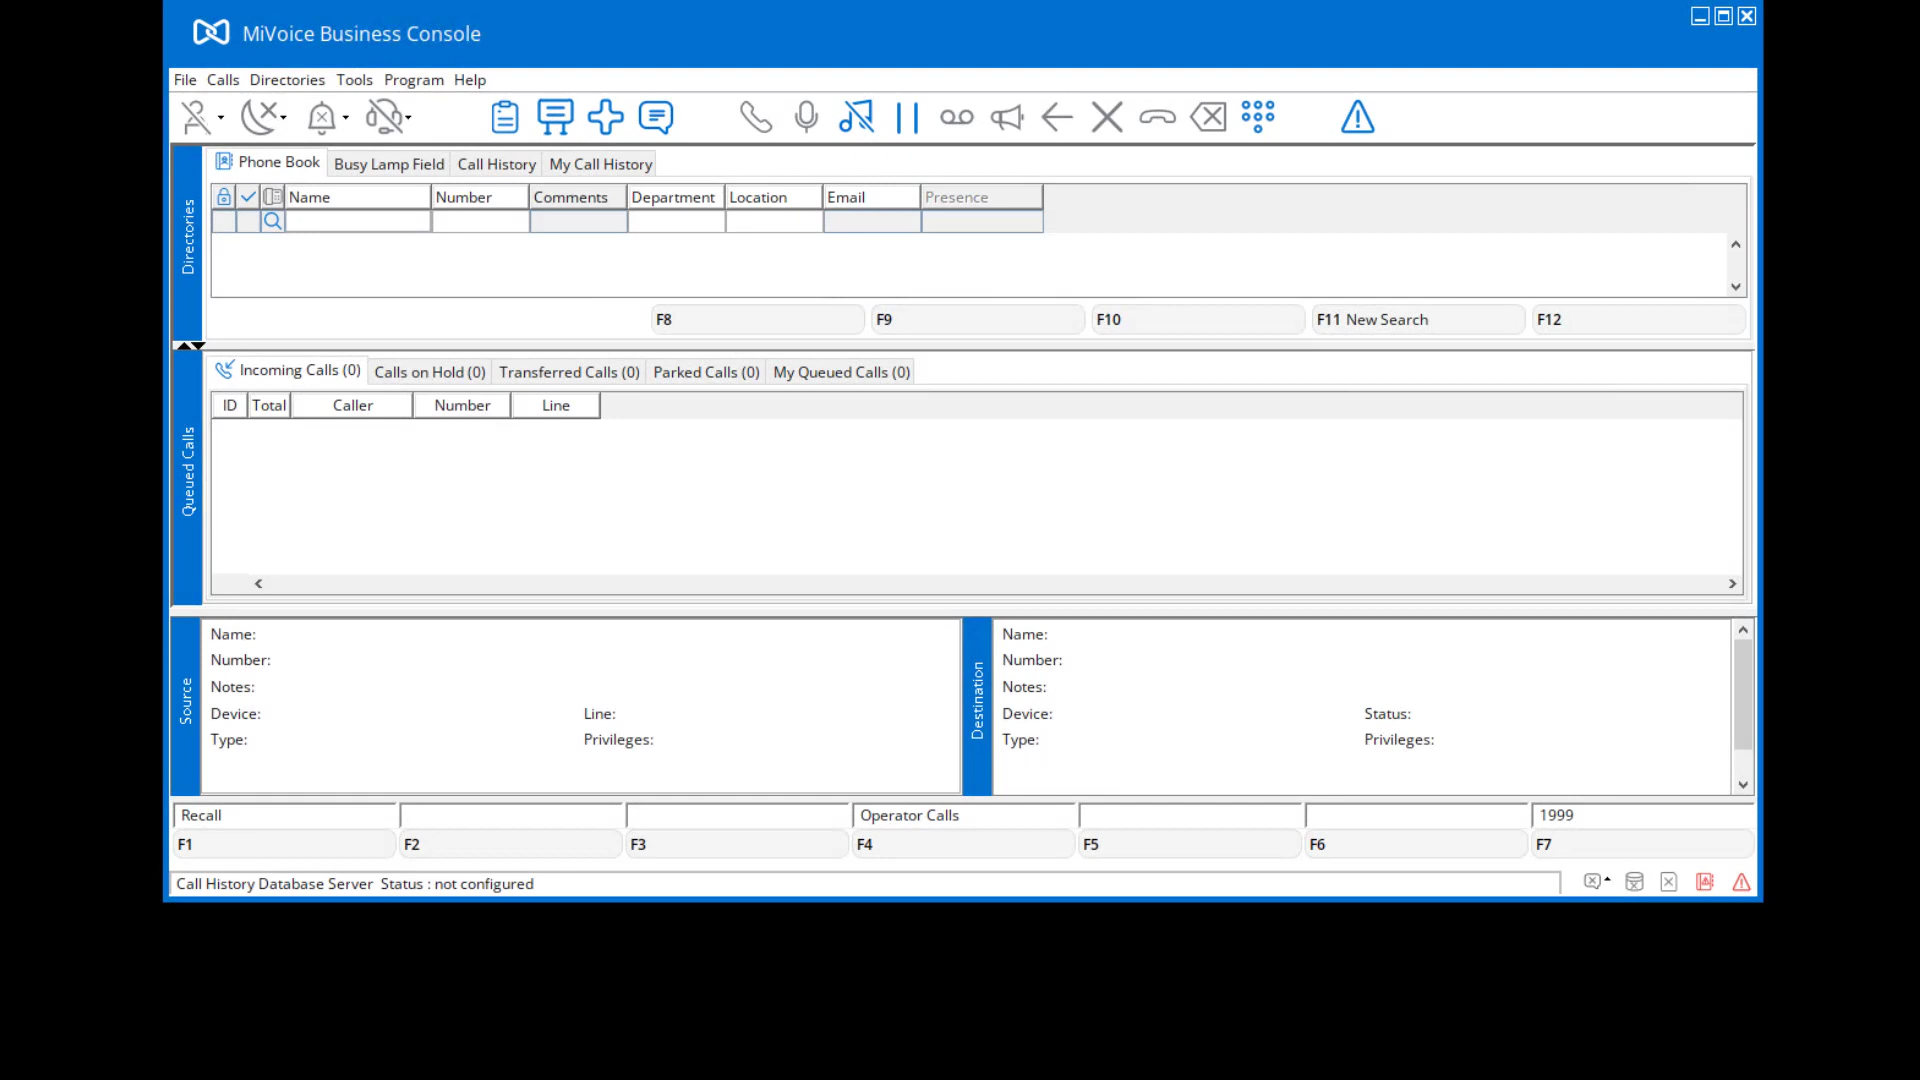 MiVoice Business Console
File Calls Directories Tools Program Help
Directories
Phone Book Busy Lamp Field Call History My Call History
Name Number Comments Department Location Email Presence
F8 F9 F10 F11 New Search F12
Queued Calls
Incoming Calls (0) Calls on Hold (0) Transferred Calls (0) Parked Calls (0) My Queued Calls (0)
ID Total Caller Number Line
Source
Name:
Number:
Notes:
Device: Line:
Type: Privileges:
Destination
Name:
Number:
Notes:
Device: Status:
Type: Privileges:
Recall Operator Calls 1999
F1 F2 F3 F4 F5 F6 F7
Call History Database Server Status : not configured